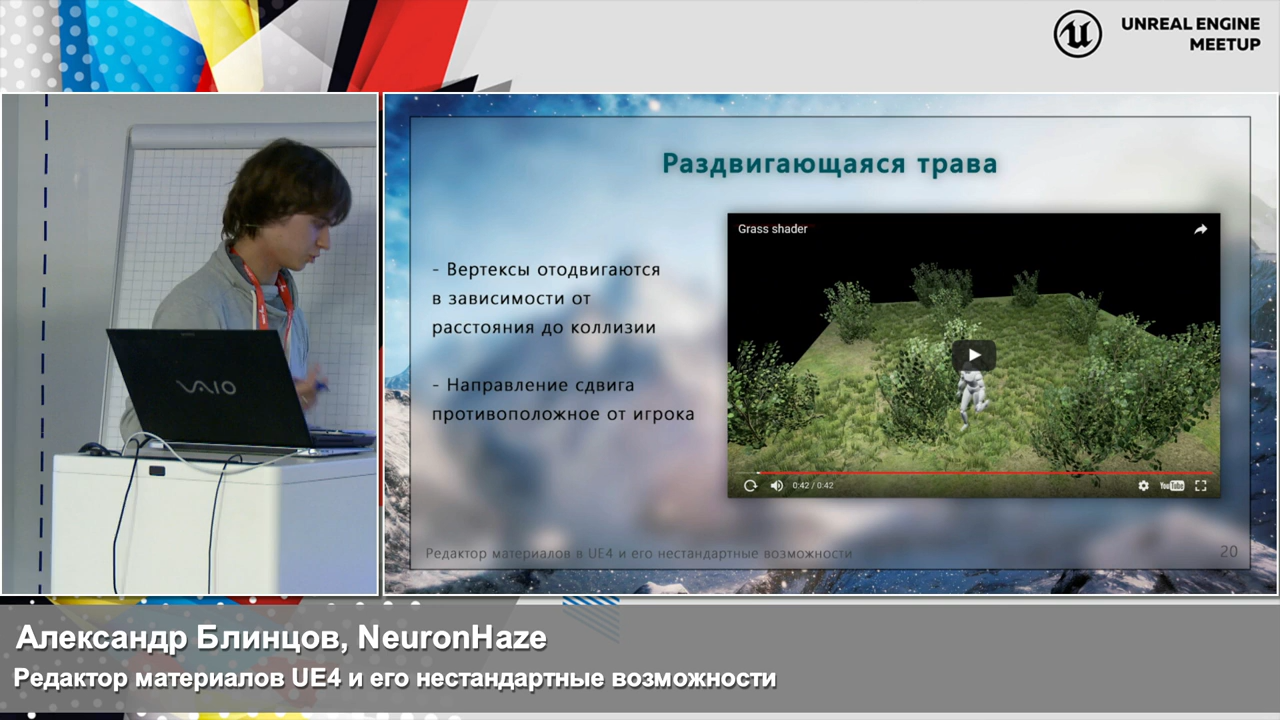 UNREAL ENGINE
MEETUP
Раздвигающаяся трава
- Вертексы отодвигаются
в зависимости от
расстояния до коллизии
- Направление сдвига
противоположное от игрока
Grass shader
0:42 / 0:42
YouTube
Редактор материалов в UE4 и его нестандартные возможности
20
VAIO
Александр Блинцов, NeuronHaze
Редактор материалов UE4 и его нестандартные возможности